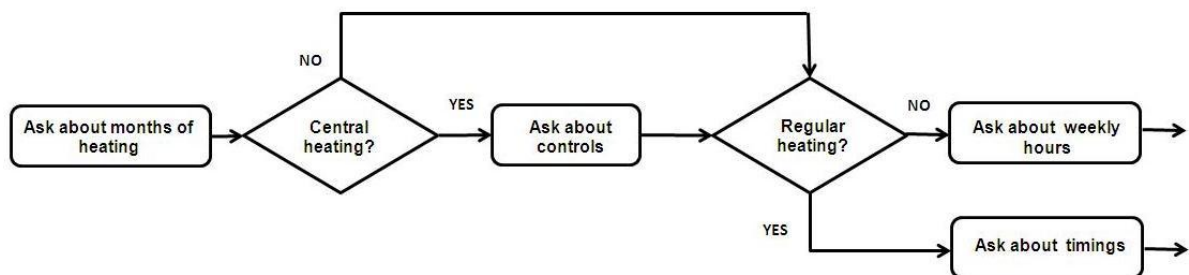 NO
Ask about months of
heating
Central
heating?
YES
Ask about
controls
Regular
heating?
NO
Ask about weekly
hours
YES
Ask about timings